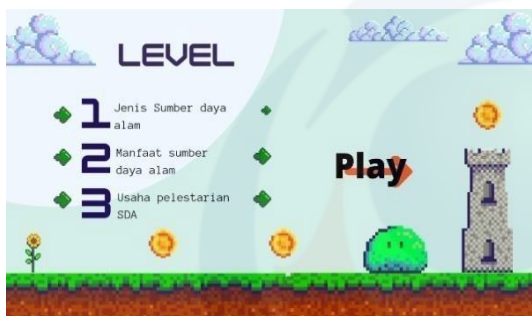 LEVEL
1 Jenis Sumber daya
alam
2 Manfaat sumber
daya alam
3 Usaha pelestarian
SDA
Play